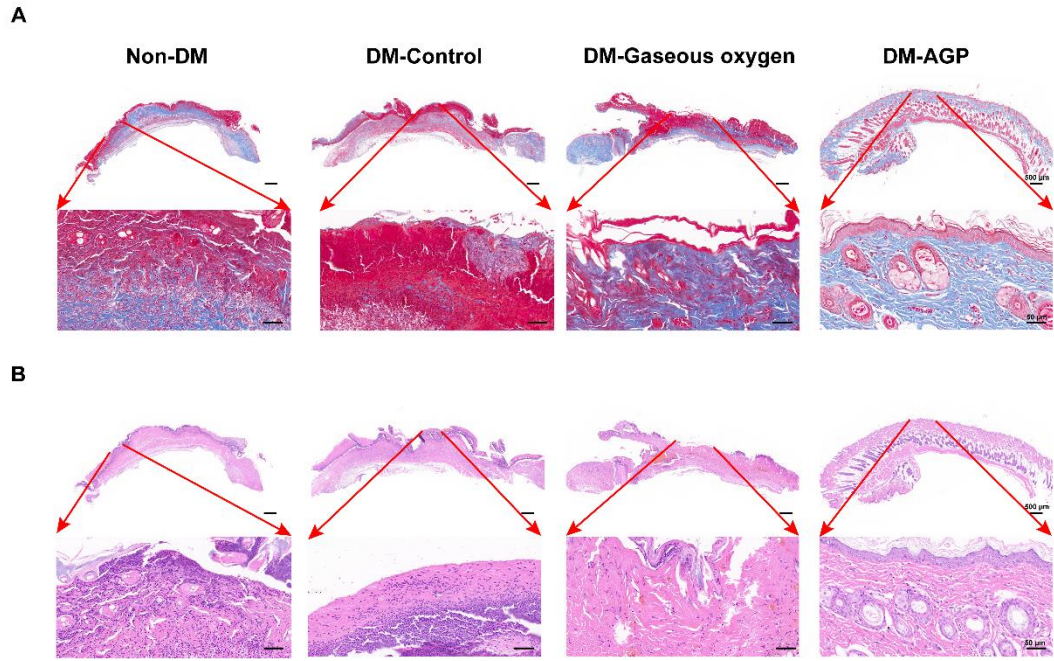 A
Non-DM DM-Control DM-Gaseous oxygen DM-AGP
500 μm
50 μm
B
500 μm
50 μm